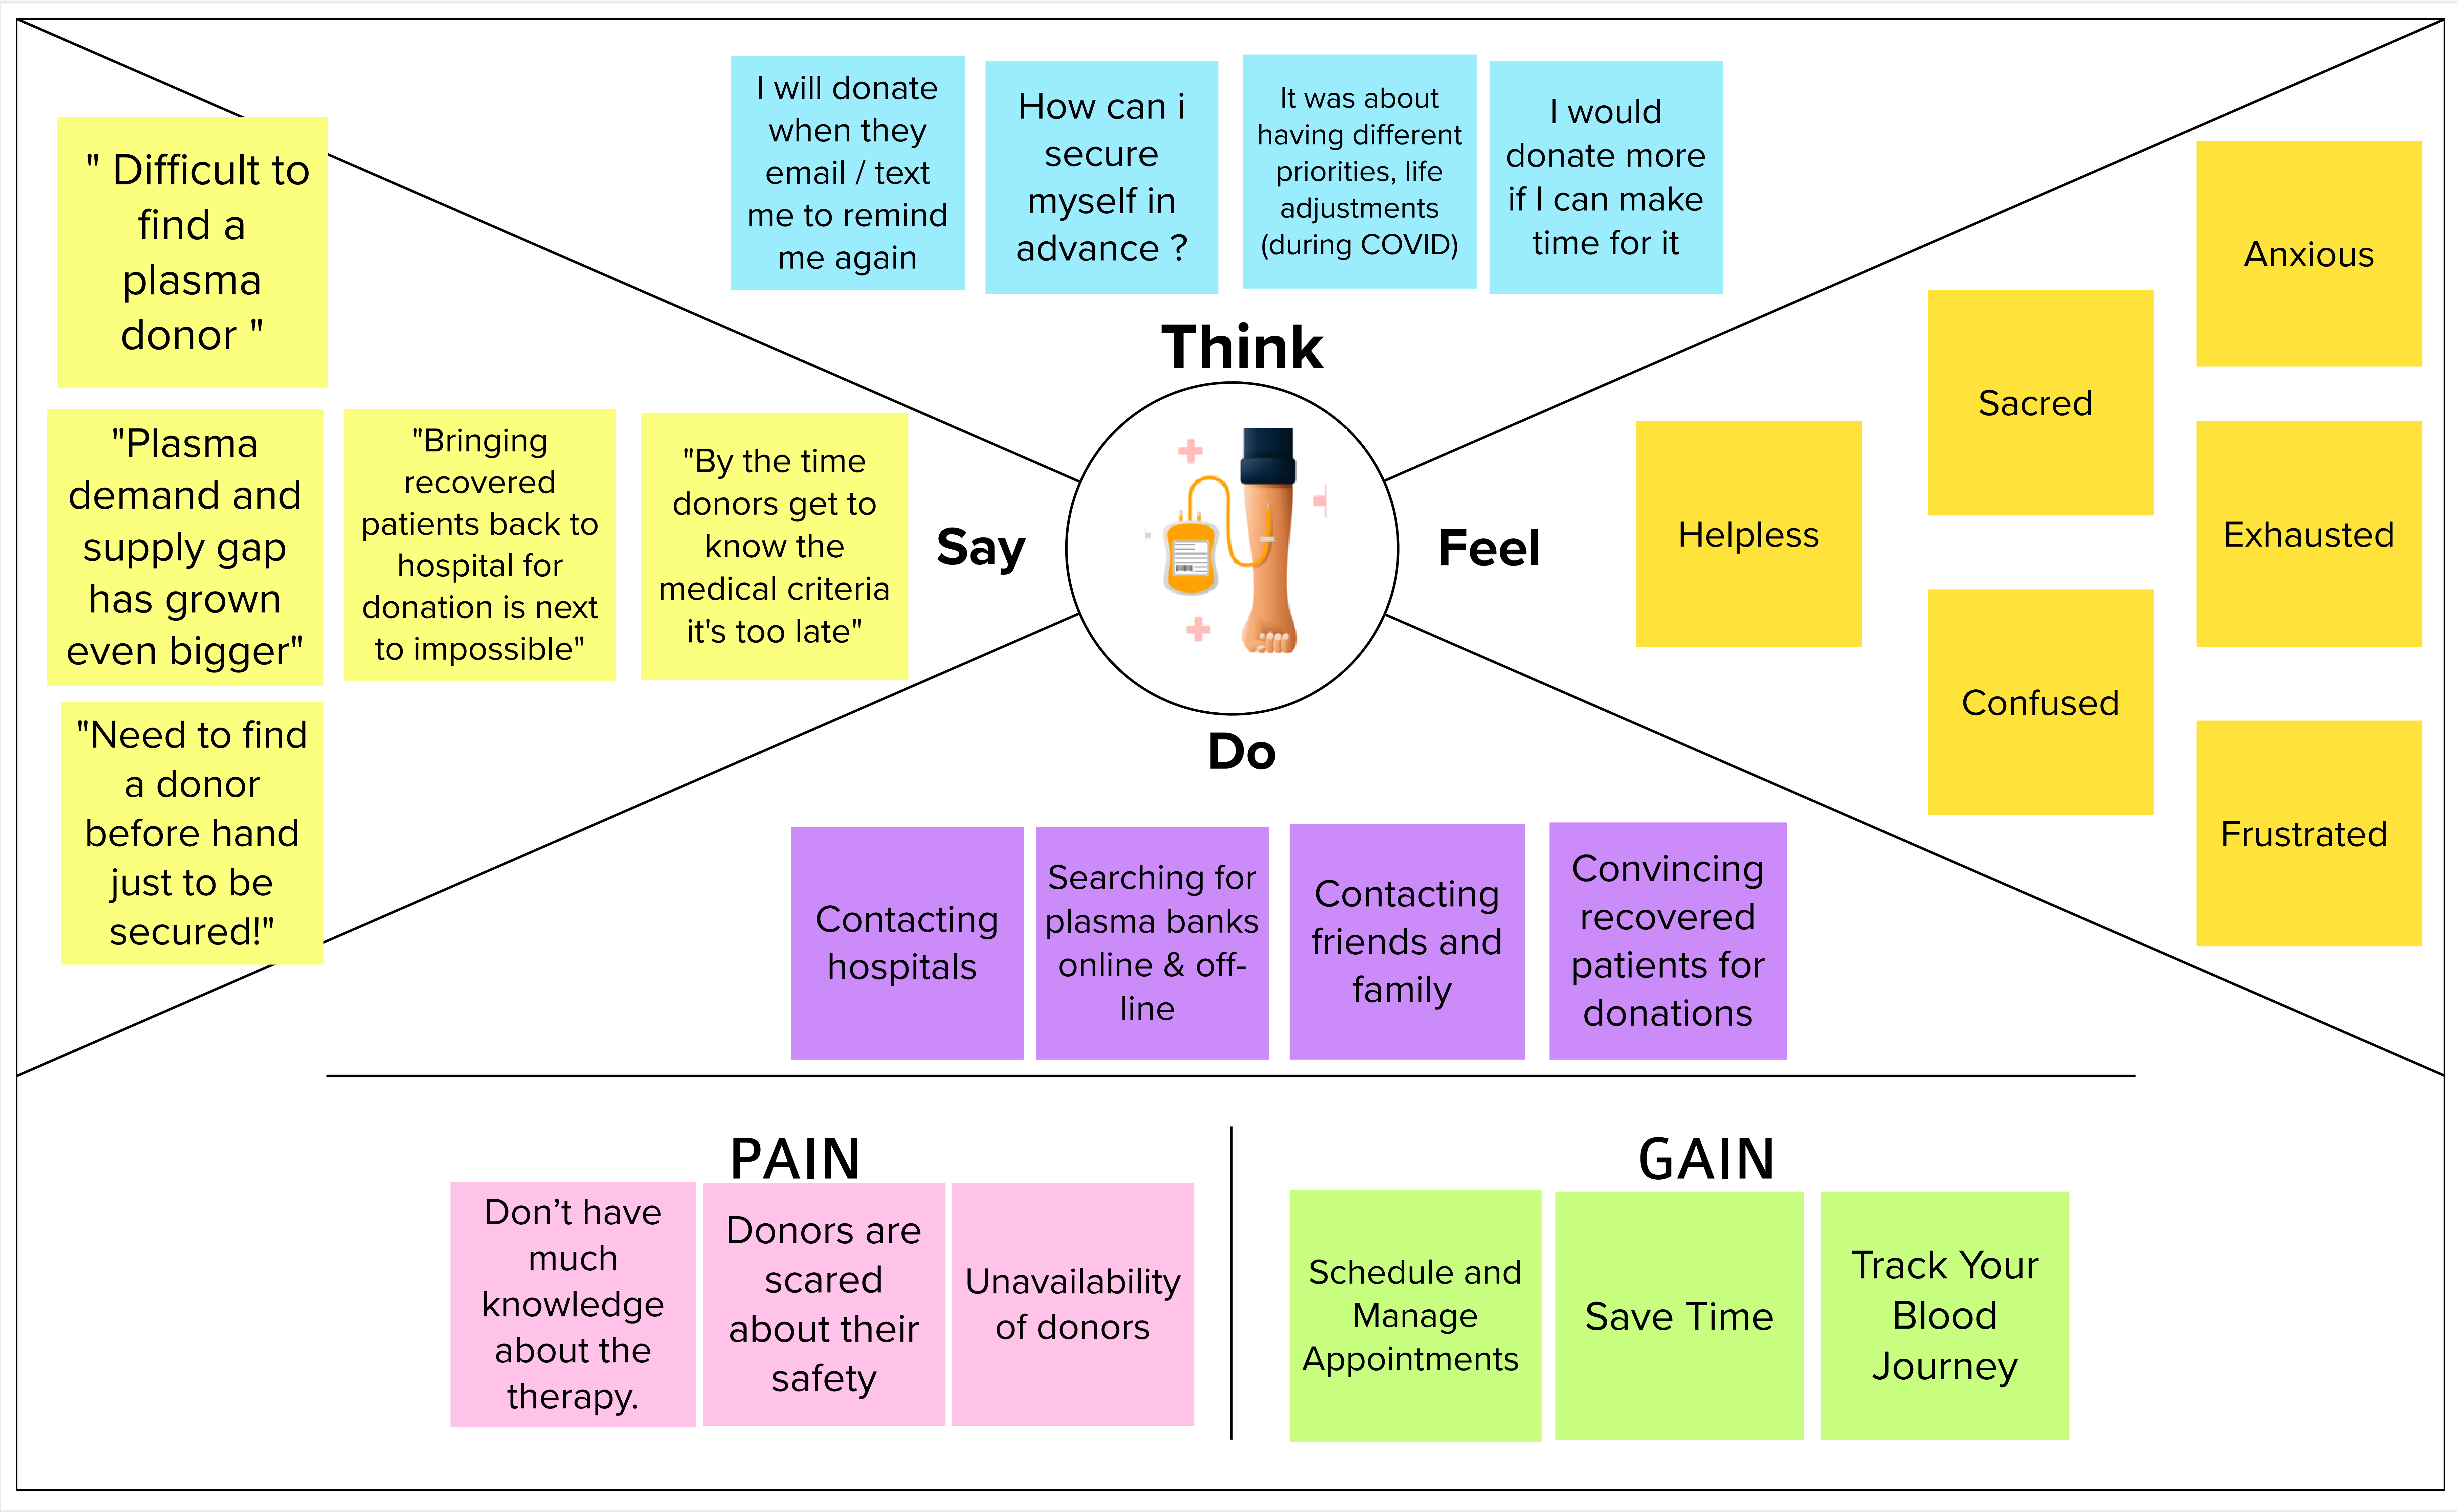 I will donate
when they
email / text
me to remind
me again
How can i
secure
myself in
advance ?
It was about
having different
priorities, life
adjustments
(during COVID)
I would
donate more
if I can make
time for it
Think
" Difficult to
find a
plasma
donor "
"Plasma
demand and
supply gap
has grown
even bigger"
"Bringing
recovered
patients back to
hospital for
donation is next
to impossible"
"By the time
donors get to
know the
medical criteria
it's too late"
"Need to find
a donor
before hand
just to be
secured!"
Say
Feel
Helpless
Sacred
Confused
Anxious
Exhausted
Frustrated
Do
Contacting
hospitals
Searching for
plasma banks
online & off-
line
Contacting
friends and
family
Convincing
recovered
patients for
donations
PAIN
Don’t have
much
knowledge
about the
therapy.
Donors are
scared
about their
safety
Unavailability
of donors
GAIN
Schedule and
Manage
Appointments
Save Time
Track Your
Blood
Journey